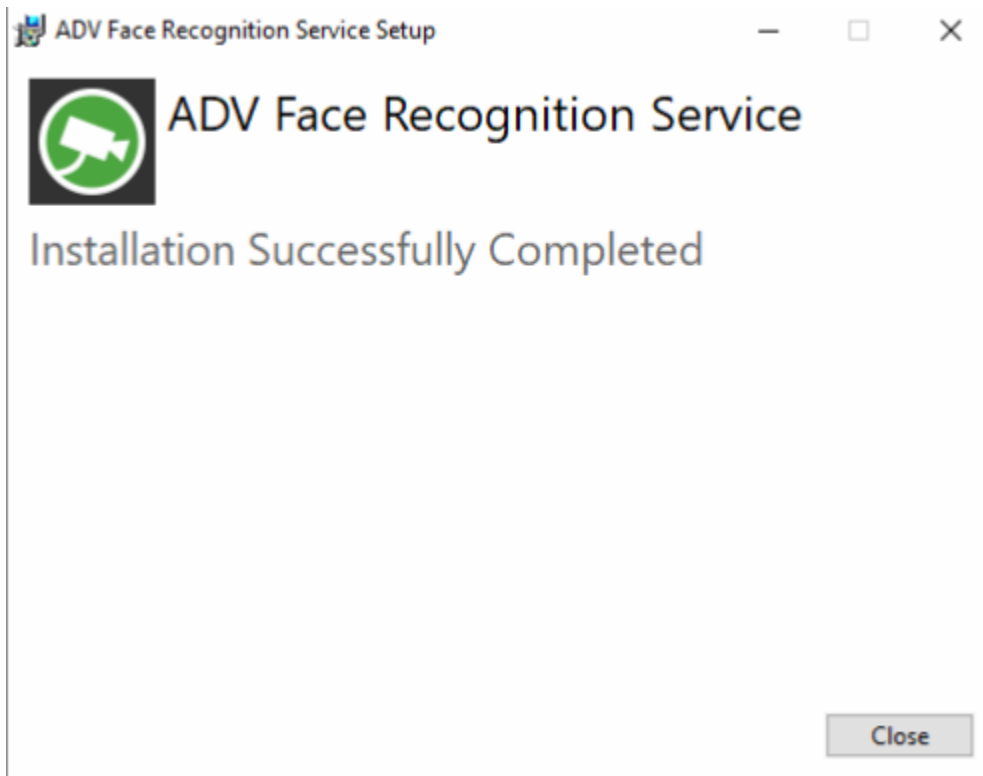 ADV Face Recognition Service Setup
ADV Face Recognition Service
Installation Successfully Completed
Close